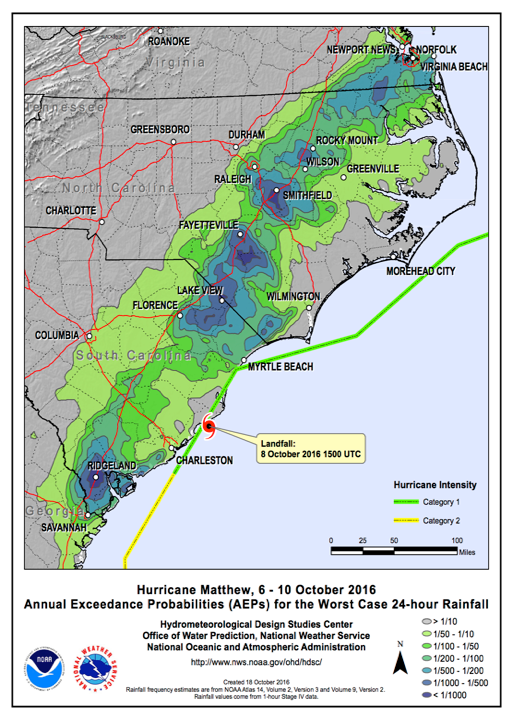 ROANOKE
Virginia
NEWPORT NEWS
NORFOLK
VIRGINIA BEACH
Tennessee
GREENSBORO
DURHAM
ROCKY MOUNT
WILSON
RALEIGH
GREENVILLE
North Carolina
SMITHFIELD
CHARLOTTE
FAYETTEVILLE
MOREHEAD CITY
LAKE VIEW
WILMINGTON
FLORENCE
COLUMBIA
South Carolina
MYRTLE BEACH
Landfall:
8 October 2016 1500 UTC
CHARLESTON
RIDGELAND
Georgia
SAVANNAH
Hurricane Intensity
Category 1
Category 2
0 25 50 100
Miles
Hurricane Matthew, 6 - 10 October 2016
Annual Exceedance Probabilities (AEPs) for the Worst Case 24-hour Rainfall
Hydrometeorological Design Studies Center
Office of Water Prediction, National Weather Service
National Oceanic and Atmospheric Administration
http://www.nws.noaa.gov/ohd/hdsc/
Created 18 October 2016
Rainfall frequency estimates are from NOAA Atlas 14, Volume 2, Version 3 and Volume 9, Version 2.
Rainfall values come from 1-hour Stage IV data.
N
> 1/10
1/50 - 1/10
1/100 - 1/50
1/200 - 1/100
1/500 - 1/200
1/1000 - 1/500
< 1/1000
NOAA
NATIONAL WEATHER SERVICE